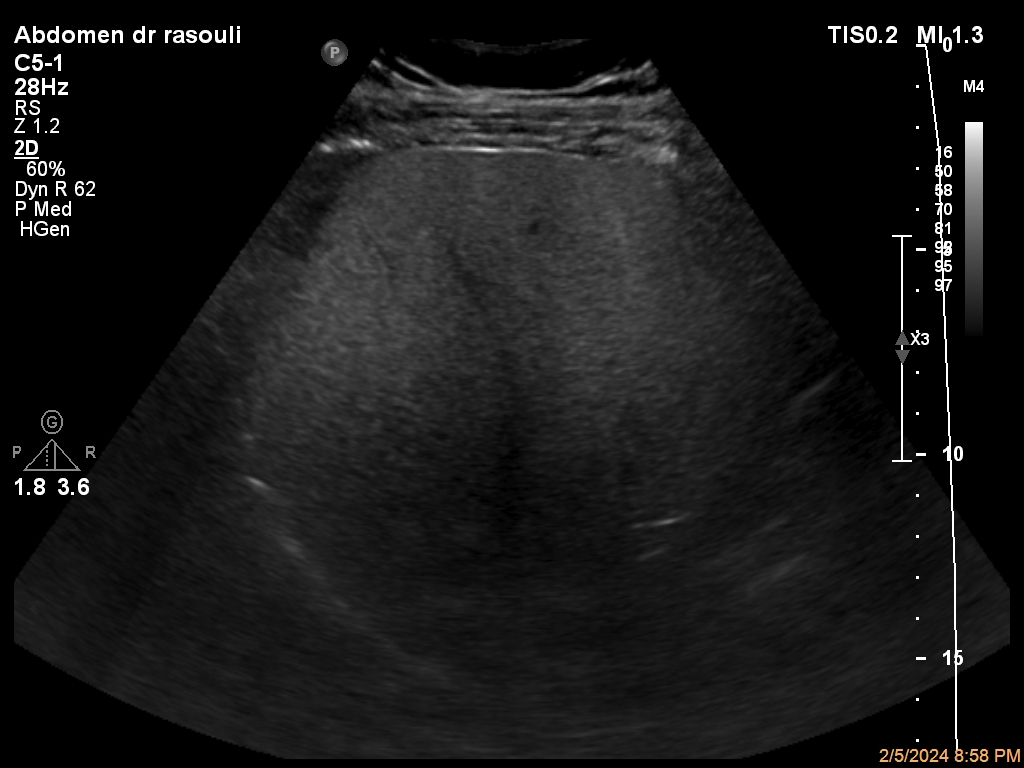 Abdomen dr rasouli
TIS0.2 MI 1.3
C5-1
28Hz
RS
Z 1.2
2D
60%
Dyn R 62
P Med
HGen
P
0
M4
16
50
58
70
81
95
97
X3
G
P R
1.8 3.6
10
15
2/5/2024 8:58 PM